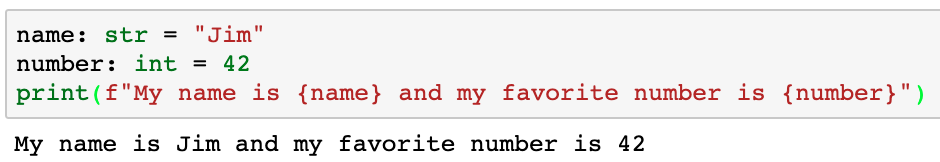 name: str = "Jim"
number: int = 42
print(f"My name is {name} and my favorite number is {number}")
My name is Jim and my favorite number is 42